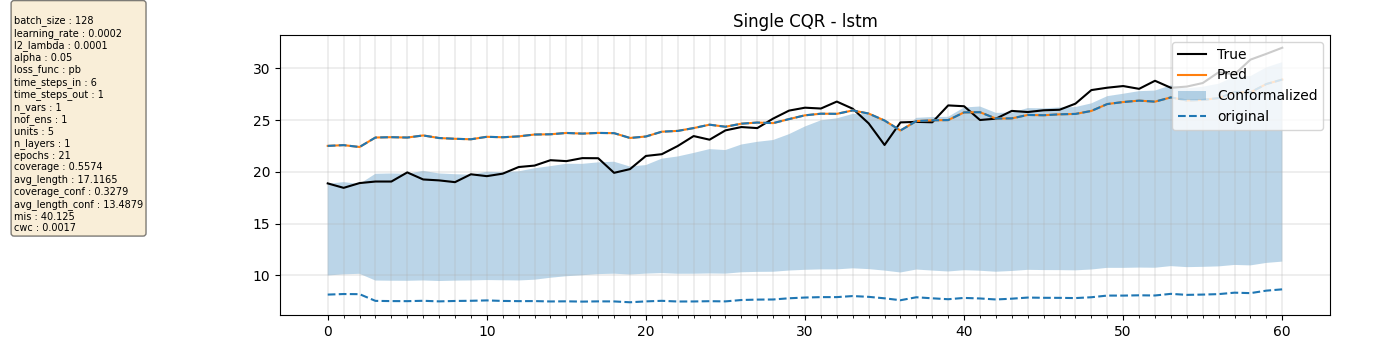 batch_size : 128
learning_rate : 0.0002
l2_lambda : 0.0001
alpha : 0.05
loss_func : pb
time_steps_in : 6
time_steps_out : 1
n_vars : 1
nof_ens : 1
units : 5
n_layers : 1
epochs : 21
coverage : 0.5574
avg_length : 17.1165
coverage_conf : 0.3279
avg_length_conf : 13.4879
mis : 40.125
cwc : 0.0017
Single CQR - lstm
True
Pred
Conformalized
original
30
25
20
15
10
0 10 20 30 40 50 60